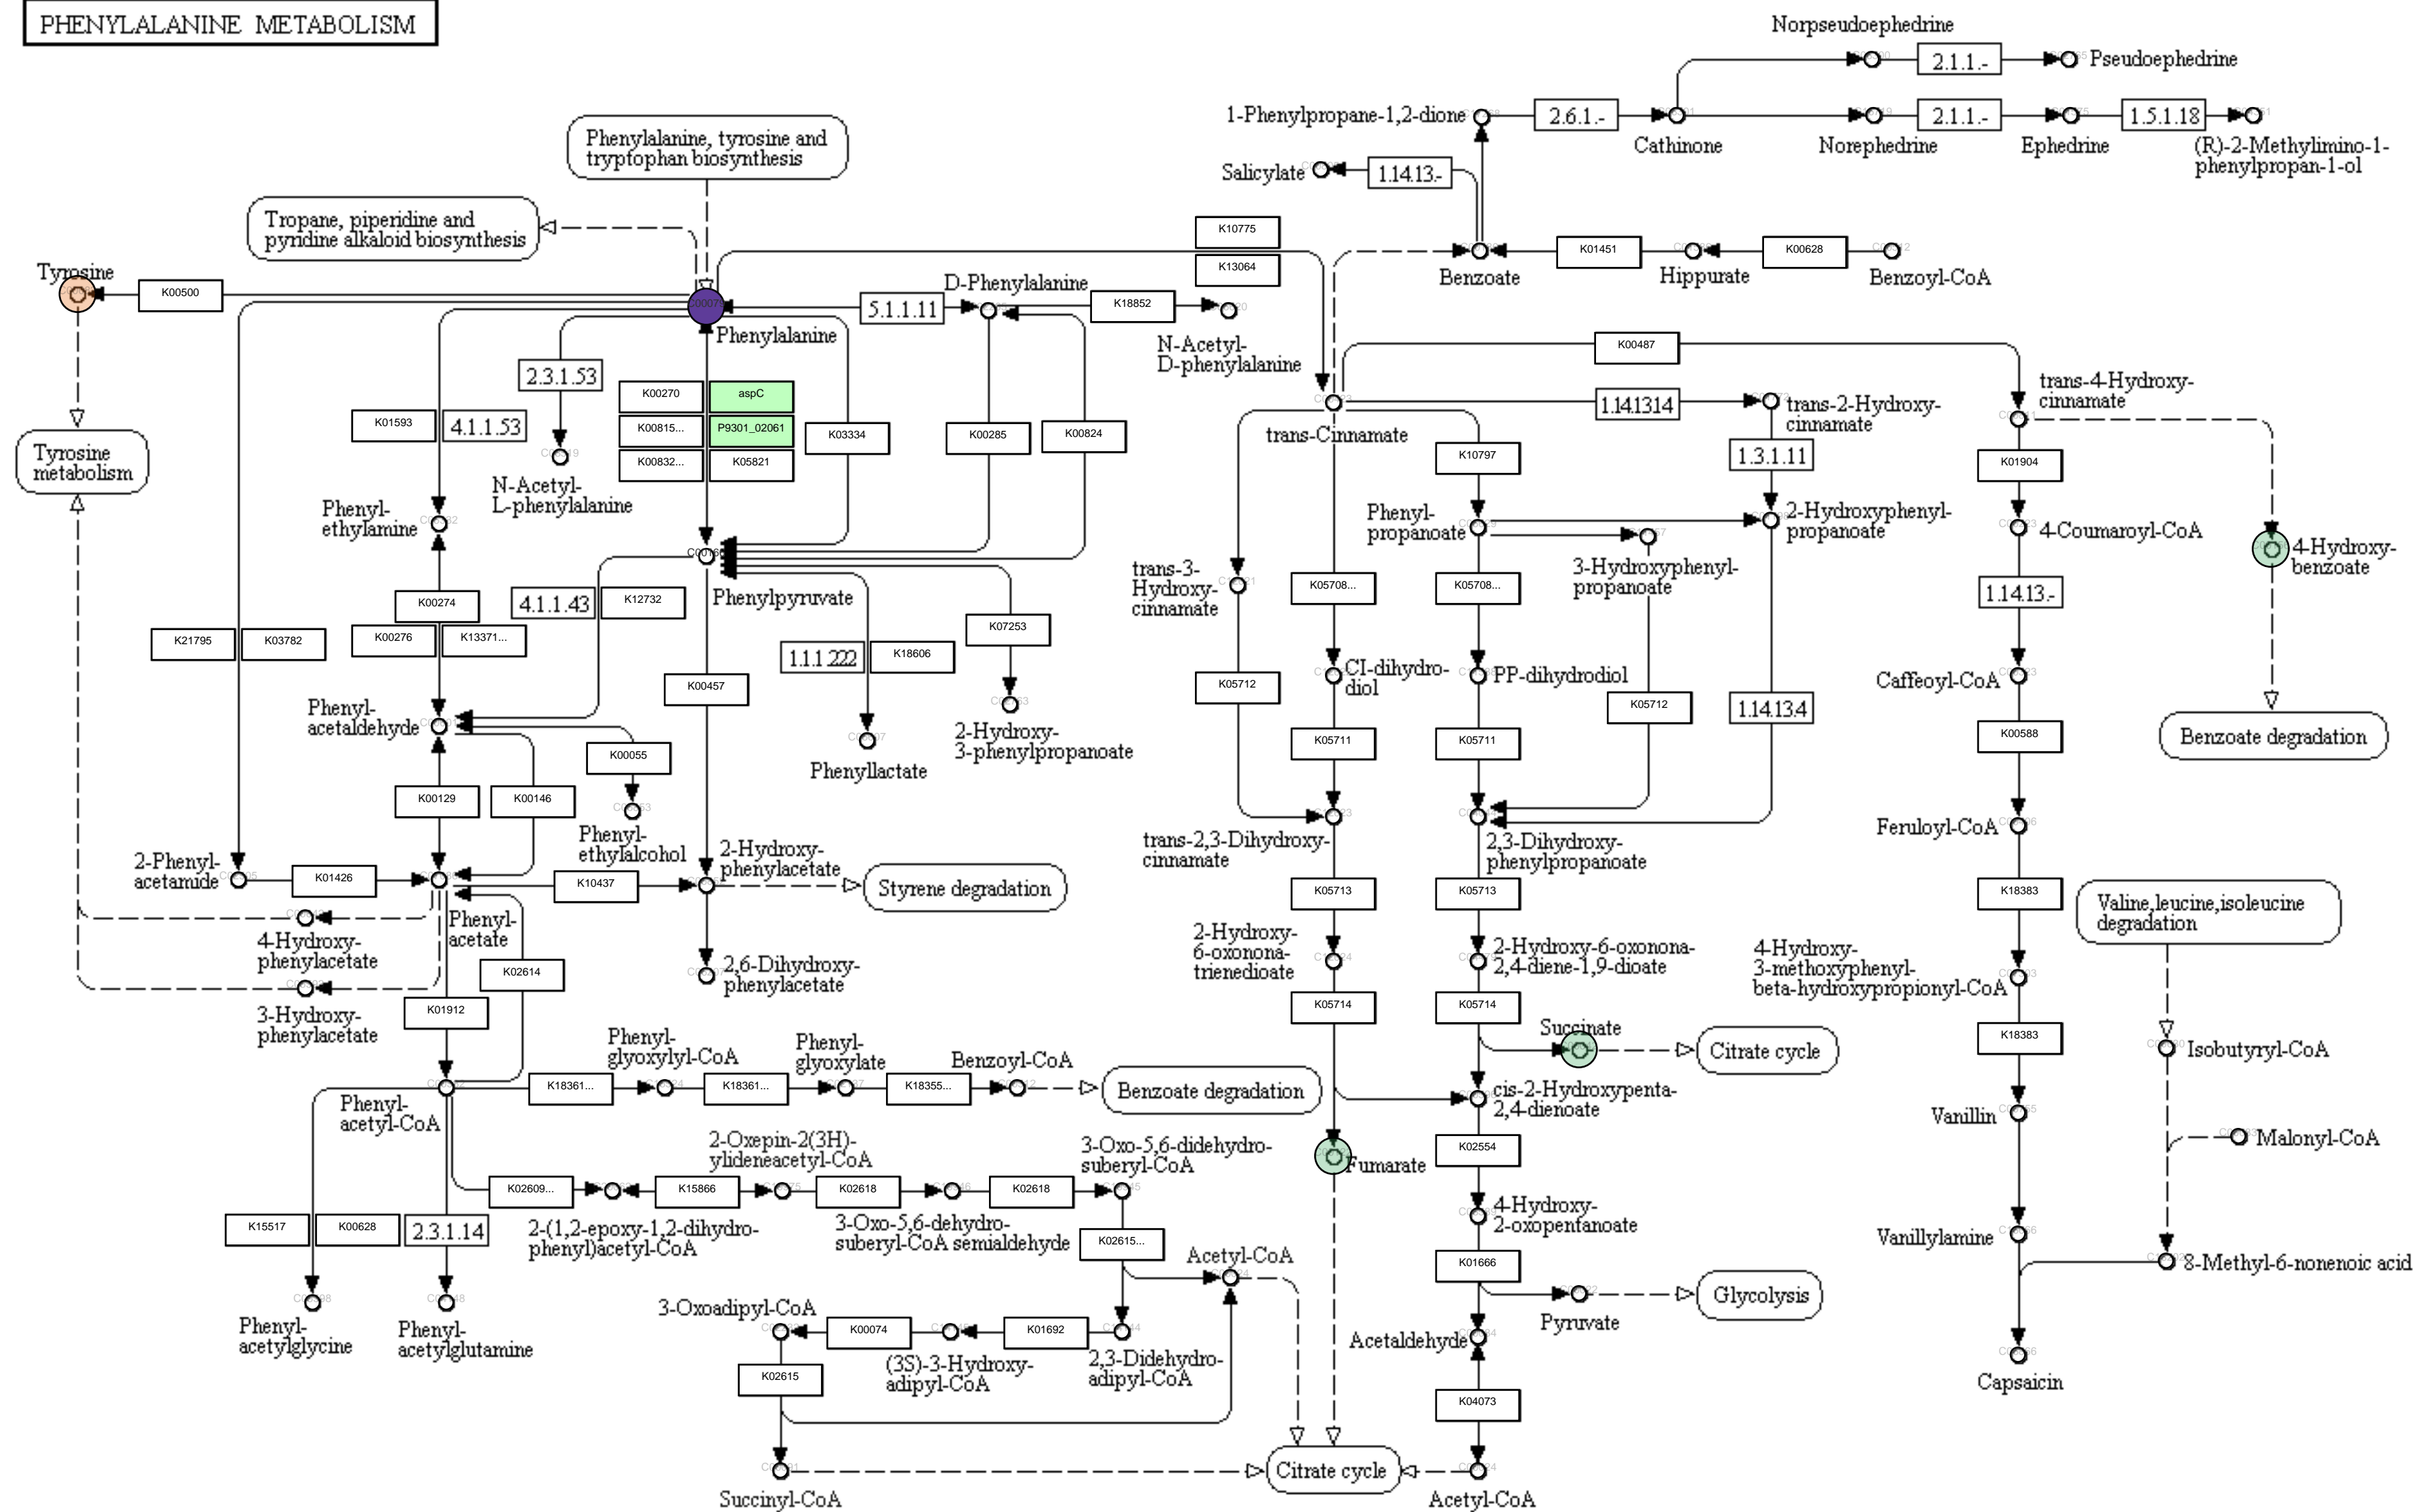 PHENYLALANINE METABOLISM
Norpseudoephedrine
2.1.1.-
Pseudoephedrine
1-Phenylpropane-1,2-dione
2.6.1.-
Cathinone
2.1.1.-
Norephedrine
Ephedrine
1.5.1.18
(R)-2-Methylimino-1-
phenylpropan-1-ol
Salicylate
1.14.13.-
Phenylalanine, tyrosine and
tryptophan biosynthesis
Tropane, piperidine and
pyridine alkaloid biosynthesis
K10775
K13064
Benzoate
K01451
Hippurate
K00628
Benzoyl-CoA
Tyrosine
K00500
Phenylalanine
5.1.1.11
D-Phenylalanine
K18852
N-Acetyl-
D-phenylalanine
K00487
trans-4-Hydroxy-
cinnamate
2.3.1.53
K00270
aspC
K00815...
P9301_02061
K00832...
K05821
K03334
K00285
K00824
K01593
4.1.1.53
N-Acetyl-
L-phenylalanine
Tyrosine
metabolism
trans-Cinnamate
1.14.1314
trans-2-Hydroxy-
cinnamate
1.3.1.11
K10797
K01904
Phenyl-
ethylamine
Phenyl-
propanoate
2-Hydroxyphenyl-
propanoate
3-Hydroxyphenyl-
propanoate
4-Coumaroyl-CoA
4-Hydroxy-
benzoate
Phenylpyruvate
trans-3-
Hydroxy-
cinnamate
K05708...
K05708...
1.14.13.-
K00274
K00276
K13371...
4.1.1.43
K12732
K21795
K03782
1.1.1.222
K18606
K07253
K00457
K05712
CI-dihydro-
diol
PP-dihydrodiol
K05712
1.14.13.4
Caffeoyl-CoA
Phenyl-
acetaldehyde
2-Hydroxy-
3-phenylpropanoate
Phenyllactate
K05711
K05711
K00588
Benzoate degradation
K00055
K00129
K00146
Phenyl-
ethylalcohol
trans-2,3-Dihydroxy-
cinnamate
2,3-Dihydroxy-
phenylpropanoate
Feruloyl-CoA
2-Phenyl-
acetamide
K01426
K10437
2-Hydroxy-
phenylacetate
Styrene degradation
K05713
K05713
K18383
Valine,leucine,isoleucine
degradation
Phenyl-
acetate
4-Hydroxy-
phenylacetate
3-Hydroxy-
phenylacetate
K02614
K01912
2,6-Dihydroxy-
phenylacetate
2-Hydroxy-
6-oxonona-
trienedioate
2-Hydroxy-6-oxonona-
2,4-diene-1,9-dioate
4-Hydroxy-
3-methoxyphenyl-
beta-hydroxypropionyl-CoA
K05714
K05714
K18383
Succinate
Citrate cycle
Isobutyryl-CoA
Phenyl-
acetyl-CoA
K18361...
Phenyl-
glyoxylyl-CoA
K18361...
Phenyl-
glyoxylate
K18355...
Benzoyl-CoA
Benzoate degradation
cis-2-Hydroxypenta-
2,4-dienoate
Vanillin
Malonyl-CoA
2-Oxepin-2(3H)-
ylideneacetyl-CoA
3-Oxo-5,6-didehydro-
suberyl-CoA
Fumarate
K02554
K02609...
K15866
K02618
K02618
2-(1,2-epoxy-1,2-dihydro-
phenyl)acetyl-CoA
3-Oxo-5,6-dehydro-
suberyl-CoA semialdehyde
K02615...
4-Hydroxy-
2-oxopentanoate
Vanillylamine
8-Methyl-6-nonenoic acid
K15517
K00628
2.3.1.14
Acetyl-CoA
K01666
Pyruvate
Glycolysis
Phenyl-
acetylglycine
Phenyl-
acetylglutamine
3-Oxoadipyl-CoA
K00074
K01692
(3S)-3-Hydroxy-
adipyl-CoA
2,3-Didehydro-
adipyl-CoA
Acetaldehyde
K02615
K04073
Capsaicin
Succinyl-CoA
Citrate cycle
Acetyl-CoA